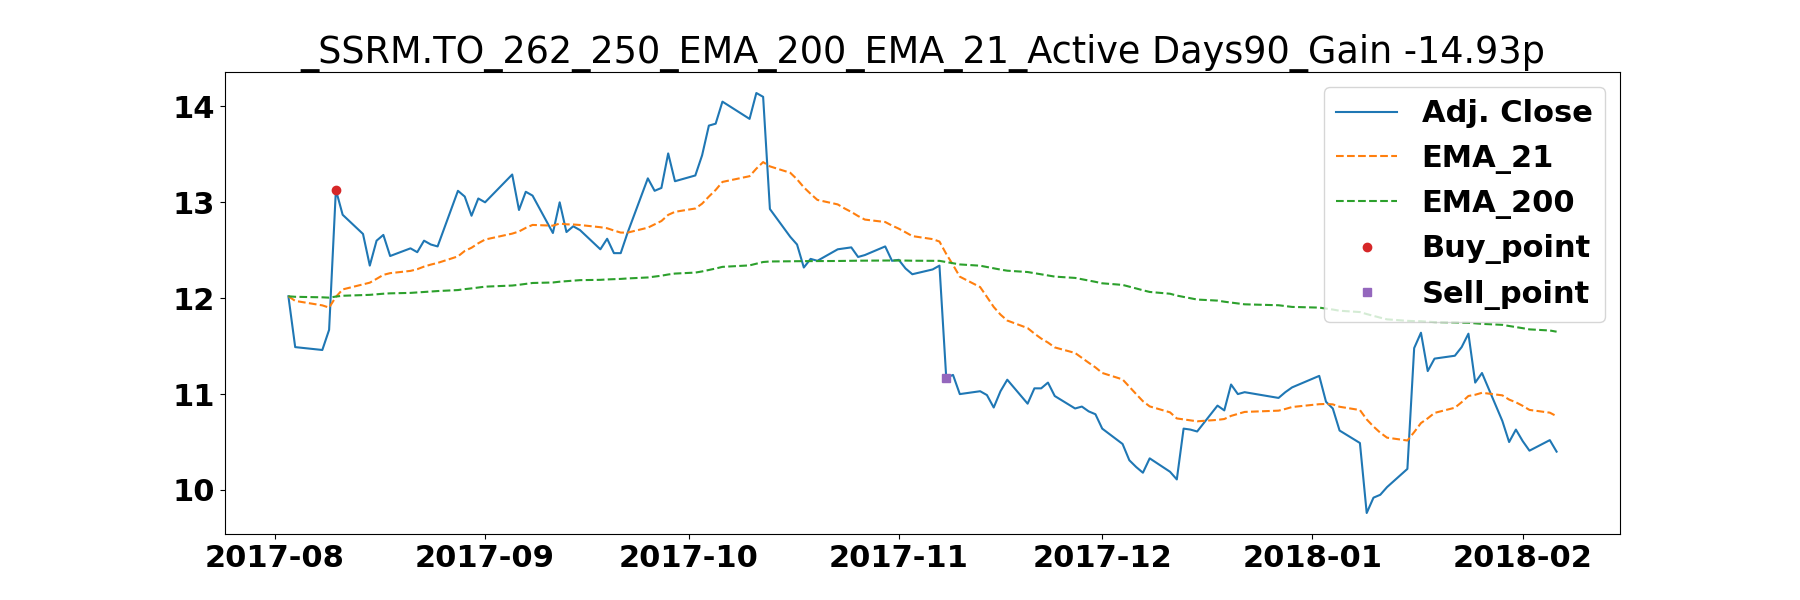 _SSRM.TO_262_250_EMA_200_EMA_21_Active Days90_Gain -14.93p
14
13
12
11
10
Adj. Close
EMA_21
EMA_200
Buy_point
Sell_point
2017-08 2017-09 2017-10 2017-11 2017-12 2018-01 2018-02